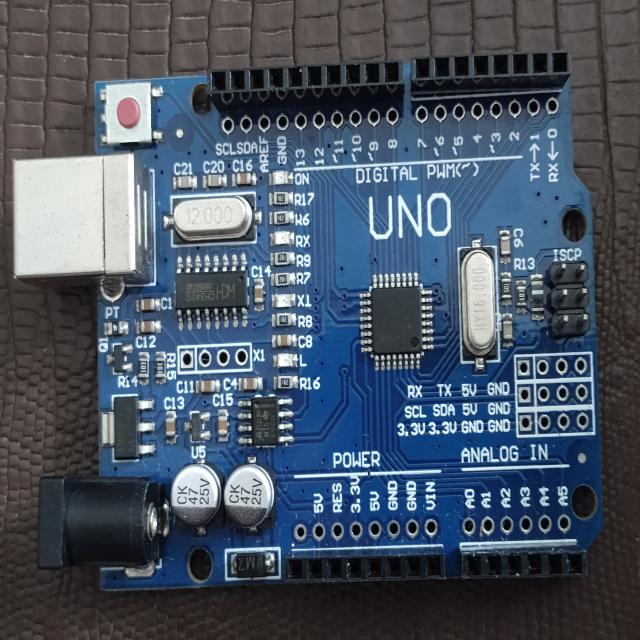 SCL SDA AREF GND 13 12 ~11 ~10 ~9 8 7 ~6 ~5 4 ~3 2 TX→1 RX←0
C21 C20 C16
ON
DIGITAL PWM(~)
R17
12.000
W6
UNO
RX
C6
R9
R13
ISCP
C14
R7
16.000
C1
X1
PT
R8
C12
C8
R15
X1
L
R14
C11
C4
R16
RX TX 5V GND
C13
C15
SCL SDA 5V GND
3.3V 3.3V GND GND
U5
POWER
ANALOG IN
CK
47
25V
CK
47
25V
5V RES 3.3V 5V GND GND VIN
A0 A1 A2 A3 A4 A5
M7